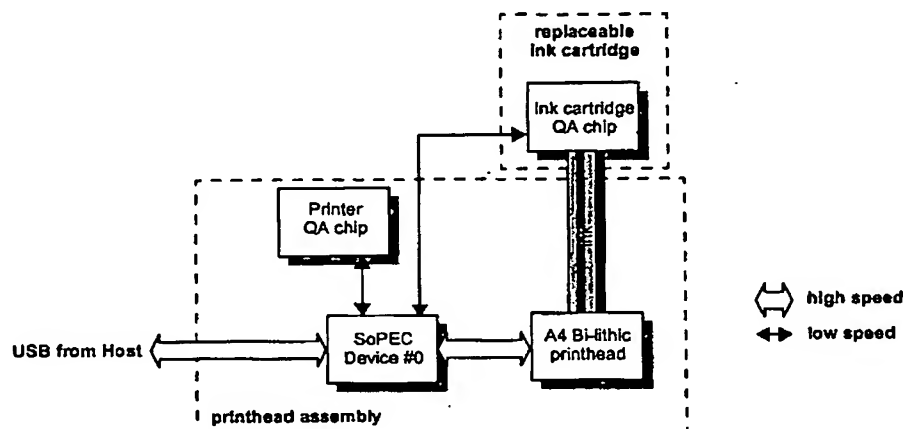 replaceable
ink cartridge
Ink cartridge
QA chip
Printer
QA chip
ink
SoPEC
Device #0
A4 Bi-lithic
printhead
high speed
low speed
USB from Host
printhead assembly